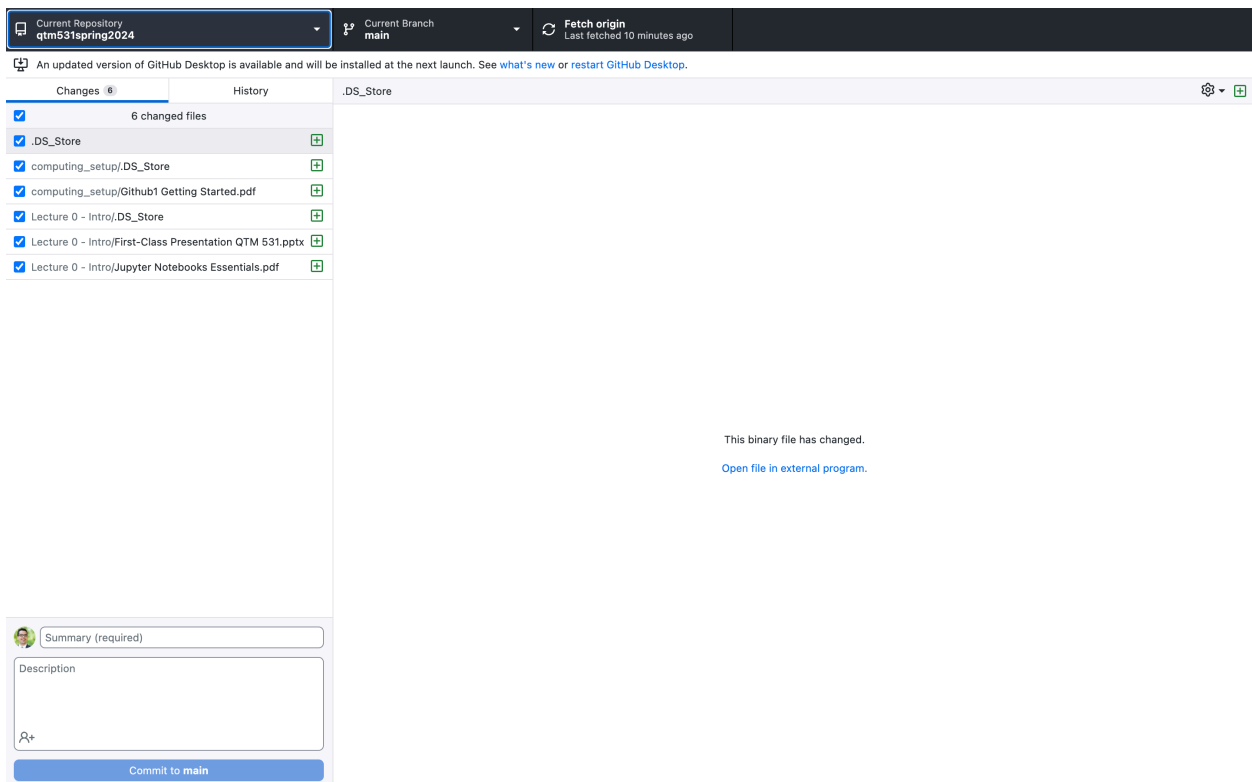 Current Repository
qtm531spring2024
Current Branch
main
Fetch origin
Last fetched 10 minutes ago
An updated version of GitHub Desktop is available and will be installed at the next launch. See what's new or restart GitHub Desktop.
Changes 6
History
.DS_Store
6 changed files
.DS_Store
computing_setup/.DS_Store
computing_setup/Github1 Getting Started.pdf
Lecture 0 - Intro/.DS_Store
Lecture 0 - Intro/First-Class Presentation QTM 531.pptx
Lecture 0 - Intro/Jupyter Notebooks Essentials.pdf
This binary file has changed.
Open file in external program.
Summary (required)
Description
Commit to main